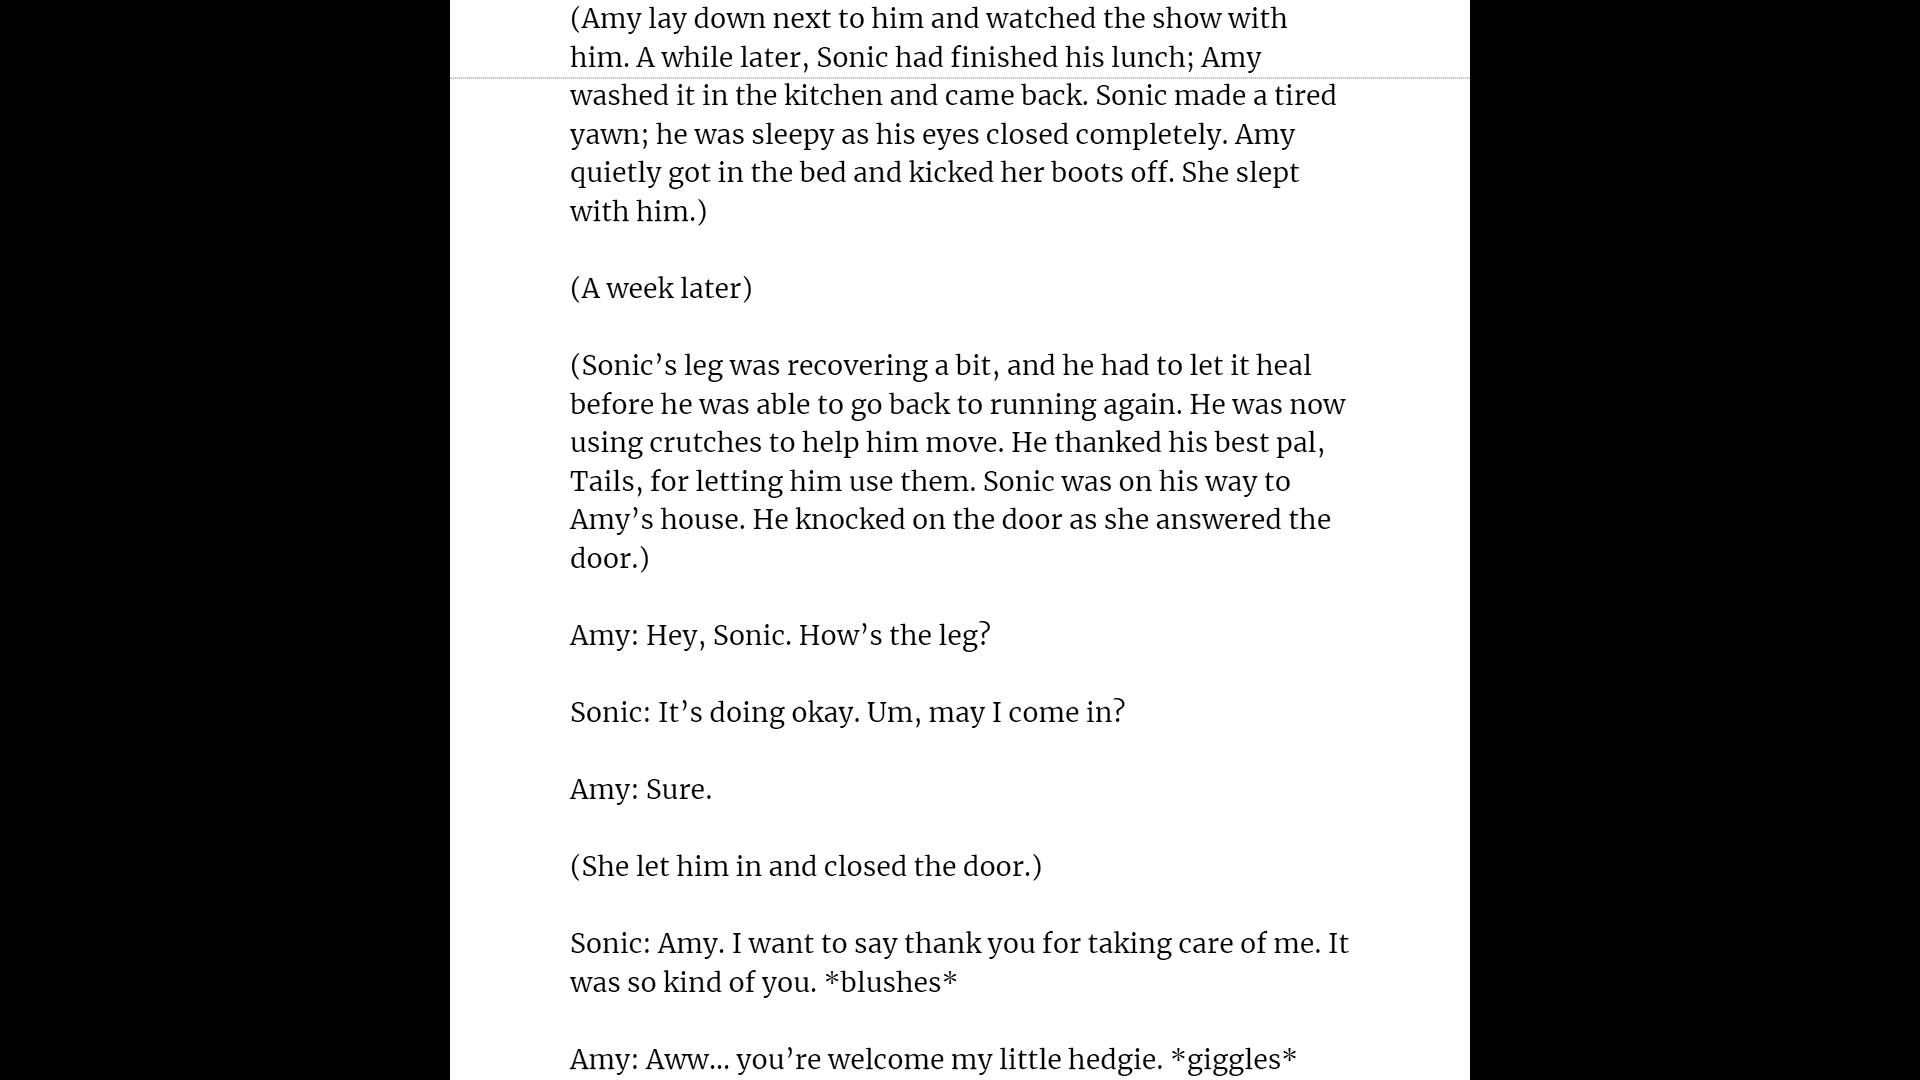 (Amy lay down next to him and watched the show with
him. A while later, Sonic had finished his lunch; Amy
washed it in the kitchen and came back. Sonic made a tired
yawn; he was sleepy as his eyes closed completely. Amy
quietly got in the bed and kicked her boots off. She slept
with him.)
(A week later)
(Sonic’s leg was recovering a bit, and he had to let it heal
before he was able to go back to running again. He was now
using crutches to help him move. He thanked his best pal,
Tails, for letting him use them. Sonic was on his way to
Amy’s house. He knocked on the door as she answered the
door.)
Amy: Hey, Sonic. How’s the leg?
Sonic: It’s doing okay. Um, may I come in?
Amy: Sure.
(She let him in and closed the door.)
Sonic: Amy. I want to say thank you for taking care of me. It
was so kind of you. *blushes*
Amy: Aww... you’re welcome my little hedgie. *giggles*